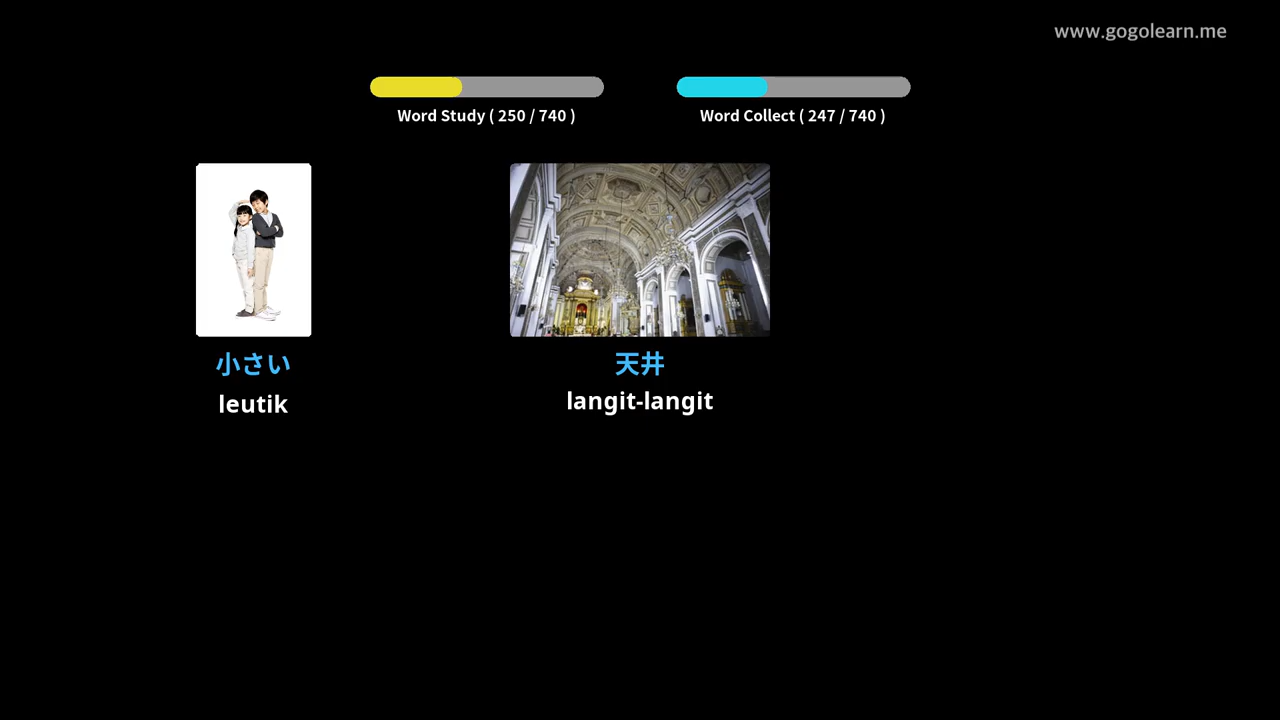 www.gogolearn.me
Word Study ( 250 / 740 )
Word Collect ( 247 / 740 )
小さい
leutik
天井
langit-langit